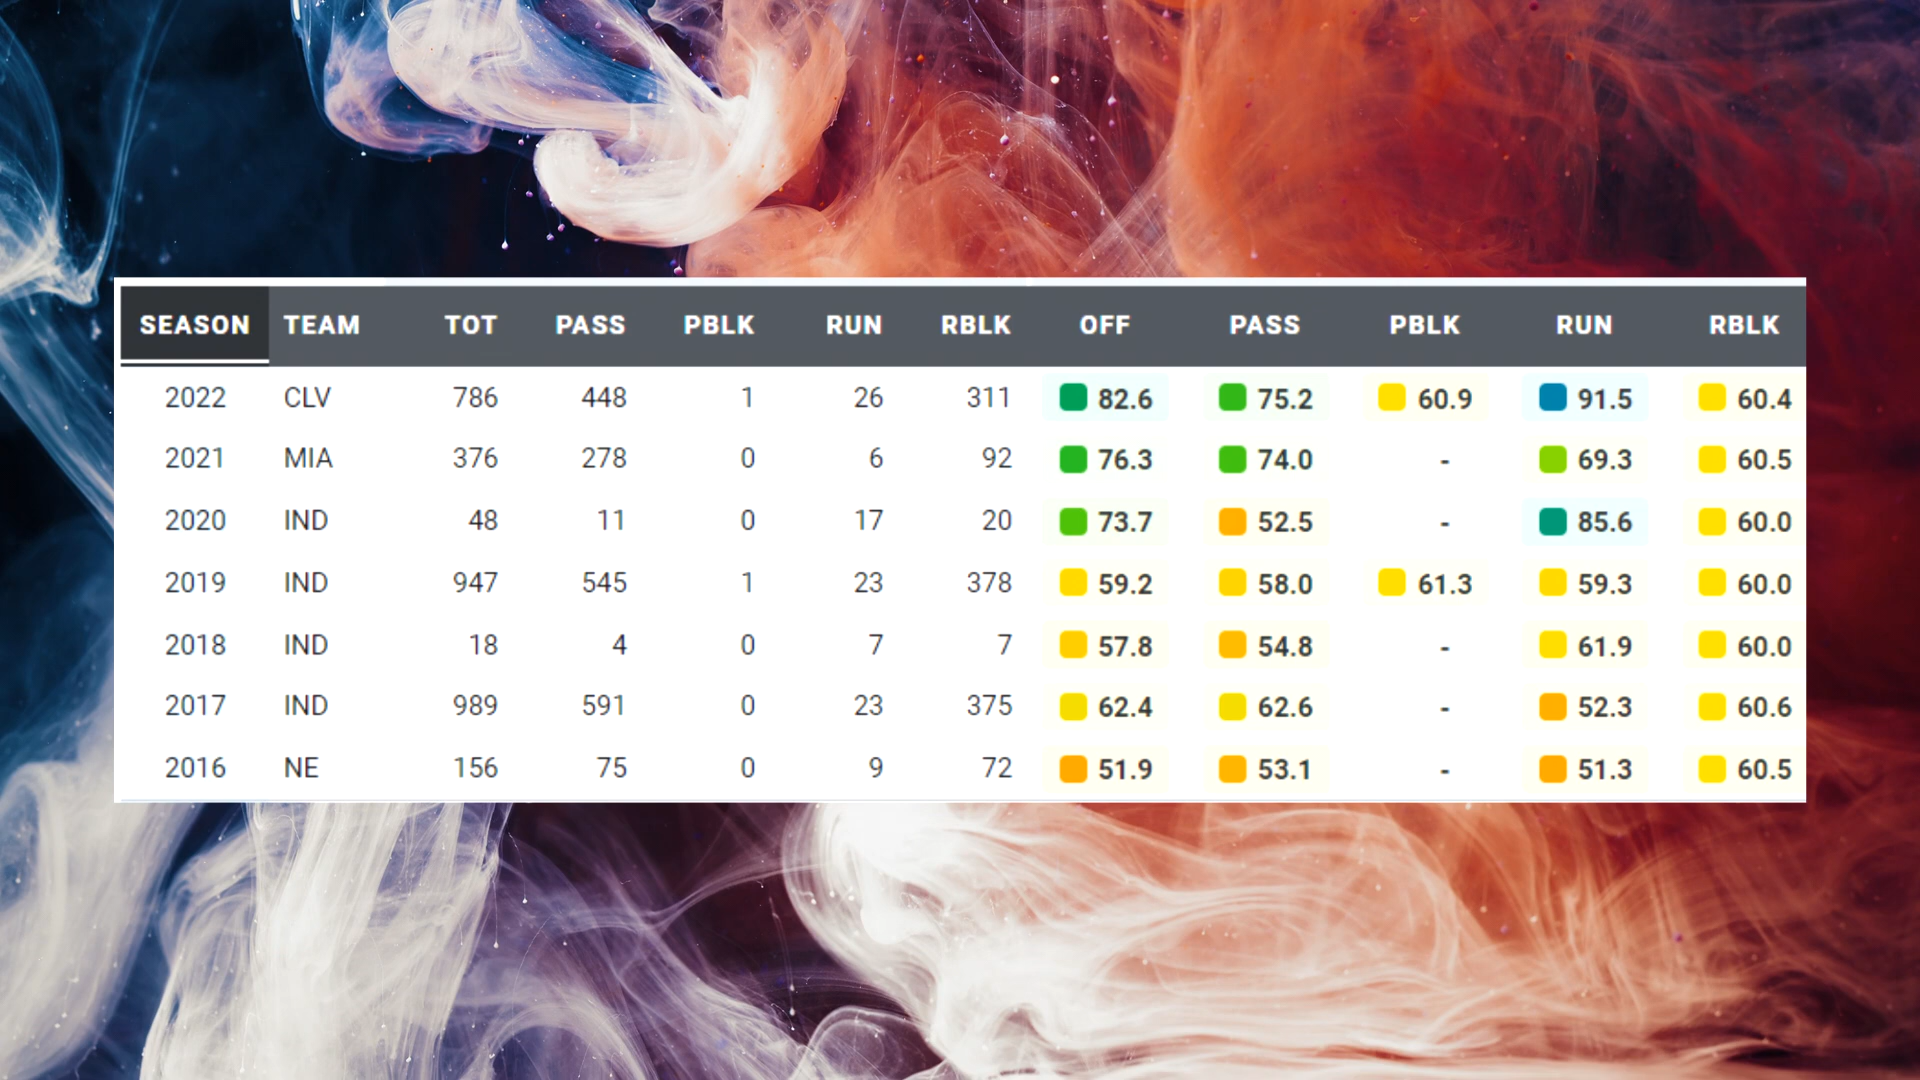 SEASON TEAM TOT PASS PBLK RUN RBLK OFF PASS PBLK RUN RBLK
2022 CLV 786 448 1 26 311 82.6 75.2 60.9 91.5 60.4
2021 MIA 376 278 0 6 92 76.3 74.0 - 69.3 60.5
2020 IND 48 11 0 17 20 73.7 52.5 - 85.6 60.0
2019 IND 947 545 1 23 378 59.2 58.0 61.3 59.3 60.0
2018 IND 18 4 0 7 7 57.8 54.8 - 61.9 60.0
2017 IND 989 591 0 23 375 62.4 62.6 - 52.3 60.6
2016 NE 156 75 0 9 72 51.9 53.1 - 51.3 60.5